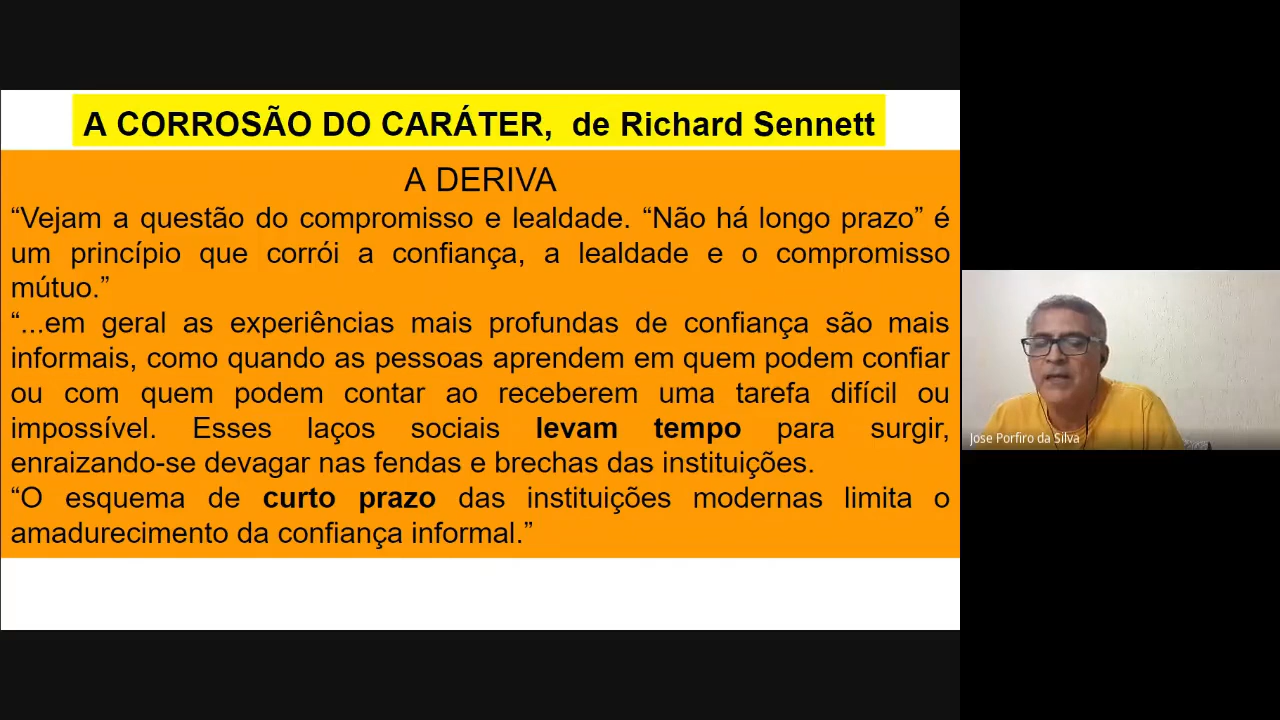 A CORROSÃO DO CARÁTER, de Richard Sennett
A DERIVA
“Vejam a questão do compromisso e lealdade. “Não há longo prazo” é
um princípio que corrói a confiança, a lealdade e o compromisso
mútuo.”
“...em geral as experiências mais profundas de confiança são mais
informais, como quando as pessoas aprendem em quem podem confiar
ou com quem podem contar ao receberem uma tarefa difícil ou
impossível. Esses laços sociais levam tempo para surgir,
enraizando-se devagar nas fendas e brechas das instituições.
“O esquema de curto prazo das instituições modernas limita o
amadurecimento da confiança informal.”
Jose Porfiro da Silva